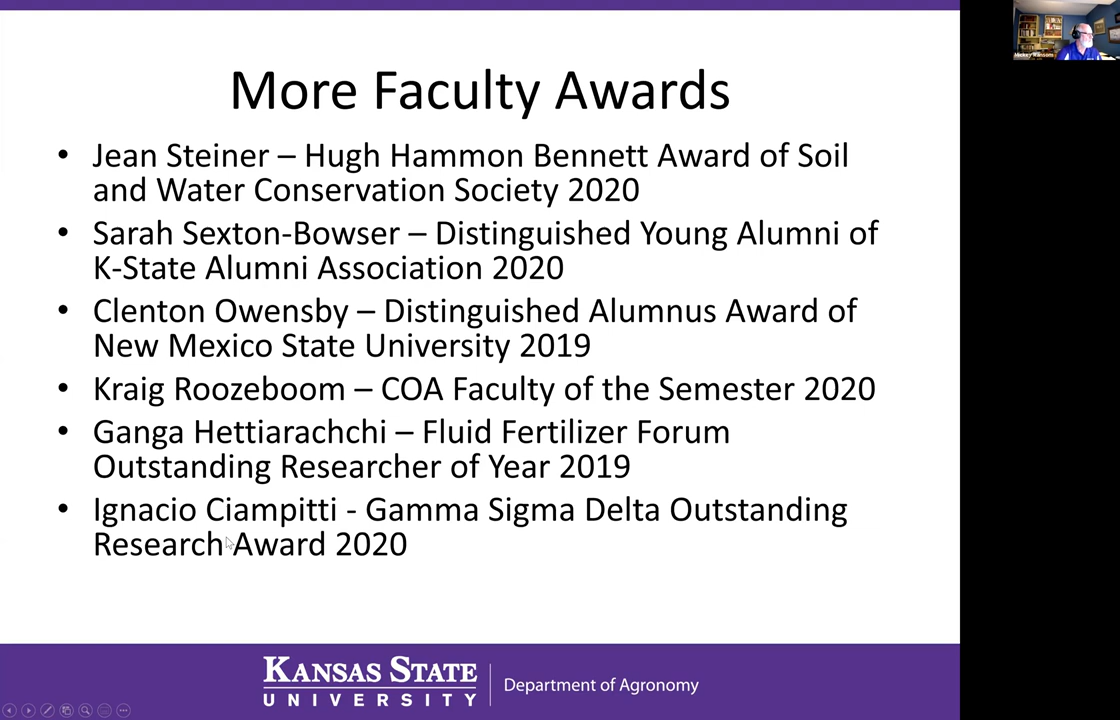 More Faculty Awards
• Jean Steiner – Hugh Hammon Bennett Award of Soil
and Water Conservation Society 2020
• Sarah Sexton-Bowser – Distinguished Young Alumni of
K-State Alumni Association 2020
• Clenton Owensby – Distinguished Alumnus Award of
New Mexico State University 2019
• Kraig Roozeboom – COA Faculty of the Semester 2020
• Ganga Hettiarachchi – Fluid Fertilizer Forum
Outstanding Researcher of Year 2019
• Ignacio Ciampitti - Gamma Sigma Delta Outstanding
Research Award 2020
KANSAS STATE
UNIVERSITY
Department of Agronomy
Mickey Ransom